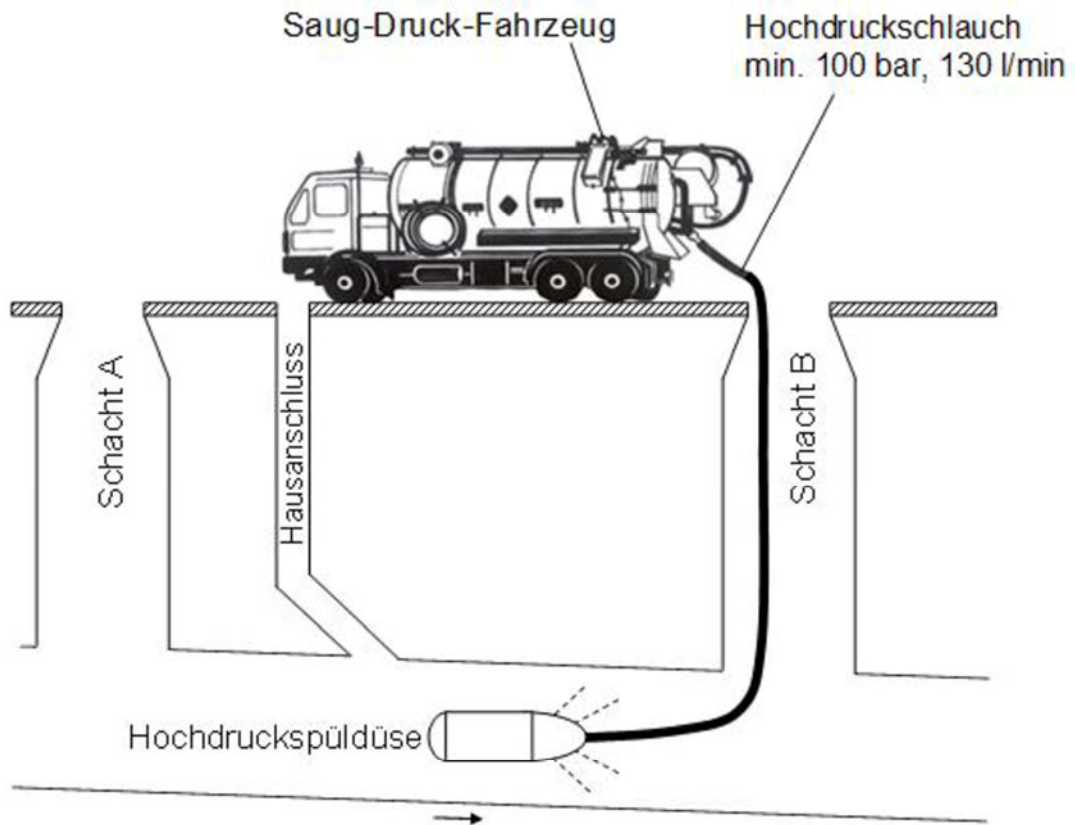 Saug-Druck-Fahrzeug
Hochdruckschlauch
min. 100 bar, 130 l/min
Schacht A
Hausanschluss
Schacht B
Hochdruckspüldüse